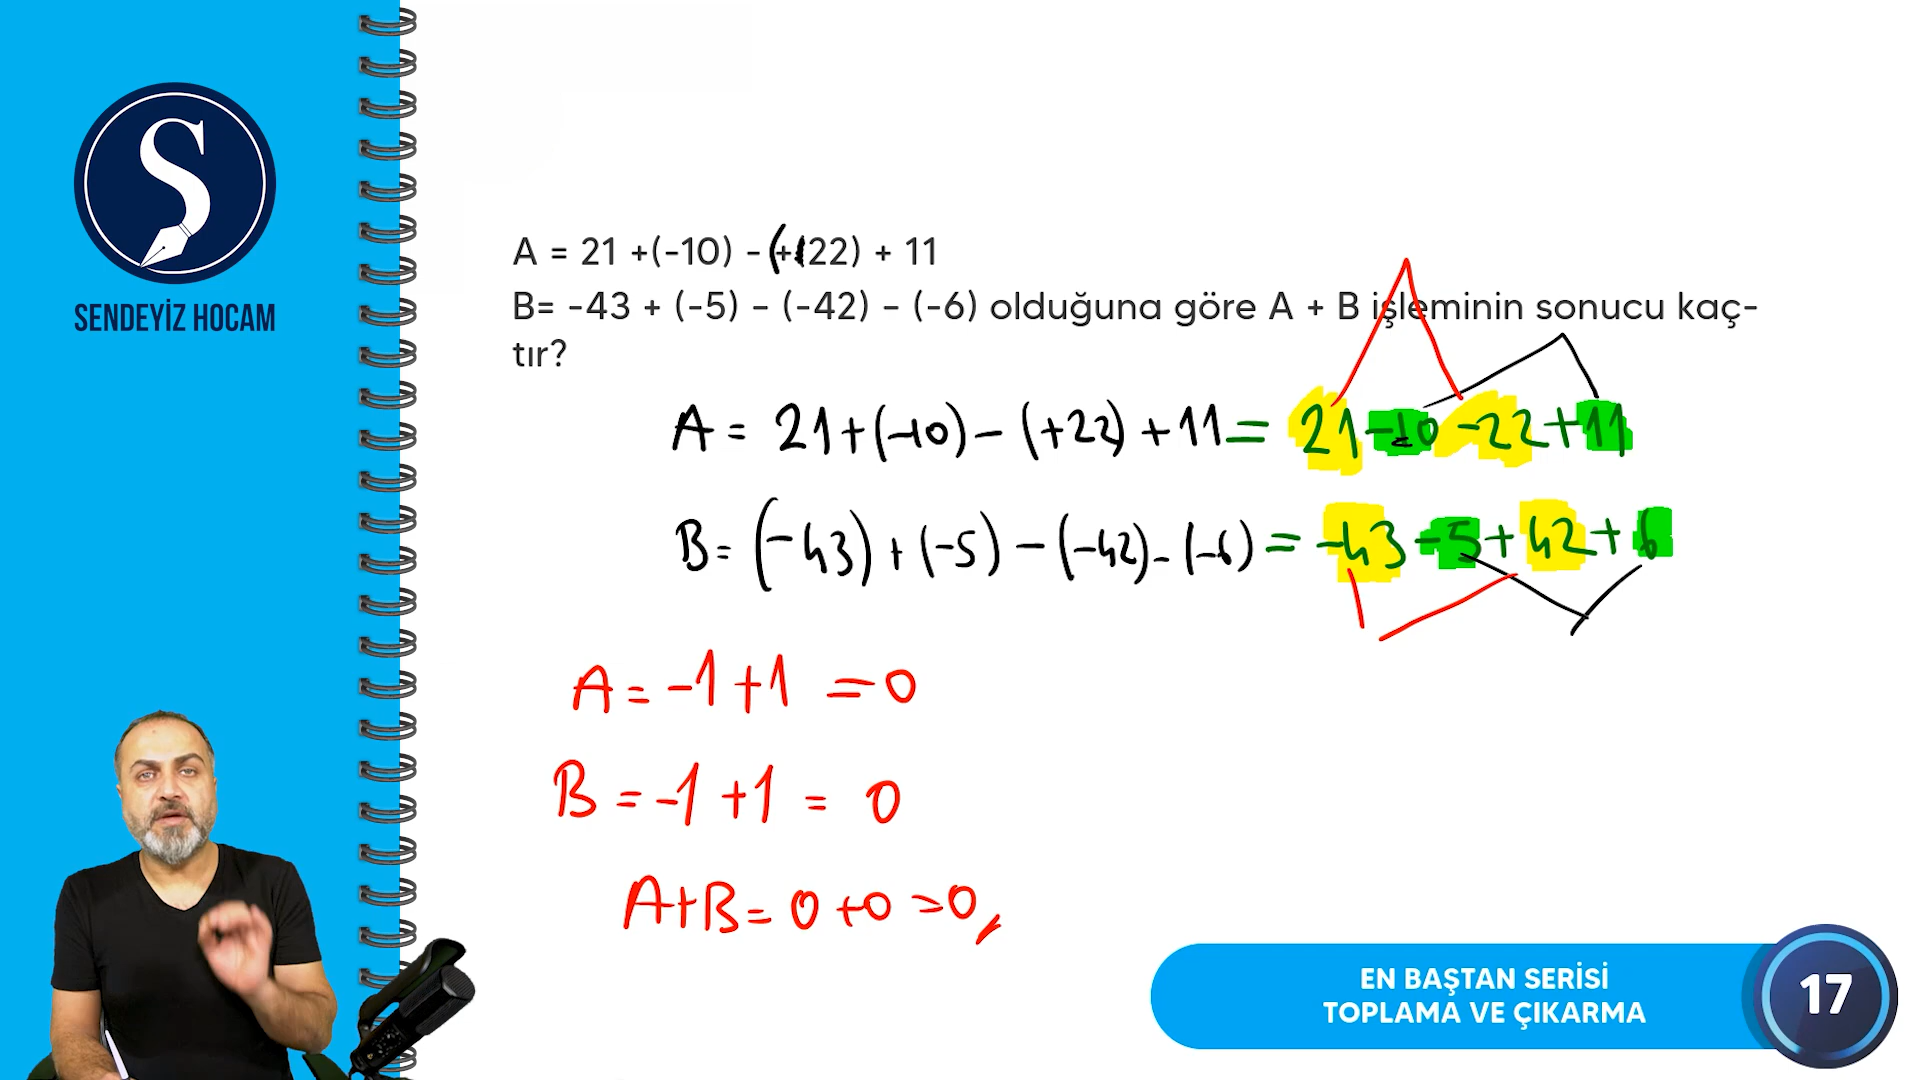 SENDEYİZ HOCAM
A = 21 +(-10) - (+22) + 11
B= -43 + (-5) - (-42) - (-6) olduğuna göre A + B işleminin sonucu kaç-
tır?
A = 21+(-10)-(+22)+11= 21-10-22+11
B= (-43)+(-5)-(-42)-(-6)= -43-5+42+6
A = -1+1 =0
B = -1+1 = 0
A+B= 0+0=0,
EN BAŞTAN SERİSİ
TOPLAMA VE ÇIKARMA
17